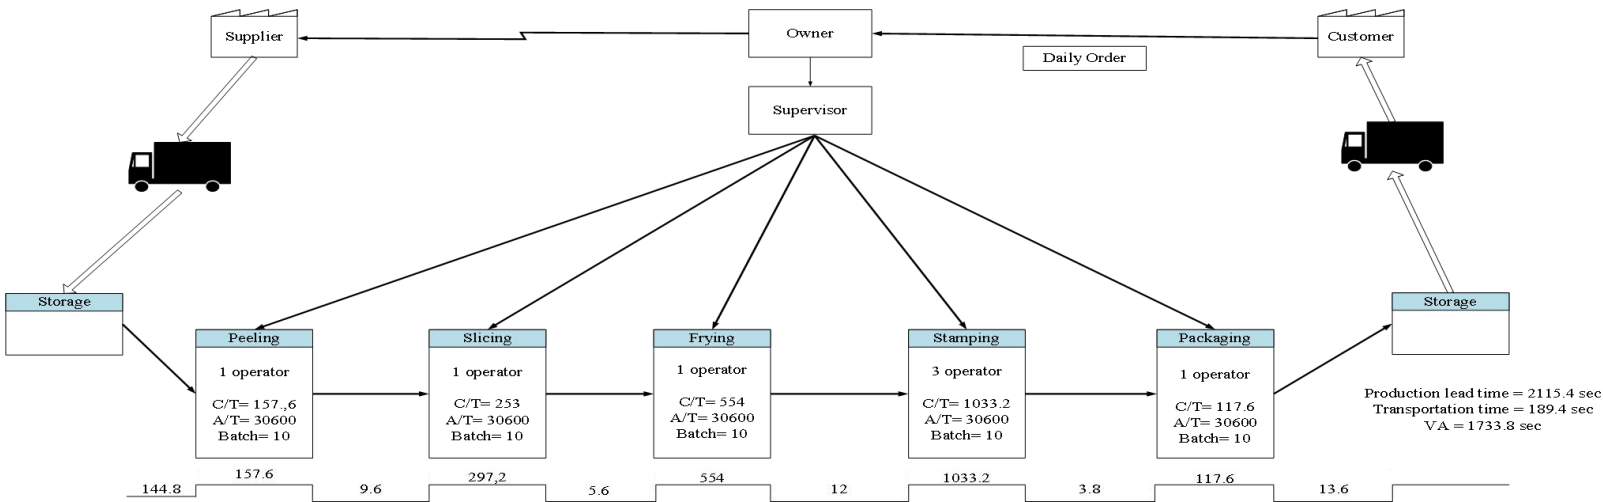 Supplier
Owner
Customer
Daily Order
Supervisor
Storage
Storage
Peeling
1 operator
C/T= 157.,6
A/T= 30600
Batch= 10
Slicing
1 operator
C/T= 253
A/T= 30600
Batch= 10
Frying
1 operator
C/T= 554
A/T= 30600
Batch= 10
Stamping
3 operator
C/T= 1033.2
A/T= 30600
Batch= 10
Packaging
1 operator
C/T= 117.6
A/T= 30600
Batch= 10
Production lead time = 2115.4 sec
Transportation time = 189.4 sec
VA = 1733.8 sec
144.8
157.6
9.6
297,2
5.6
554
12
1033.2
3.8
117.6
13.6